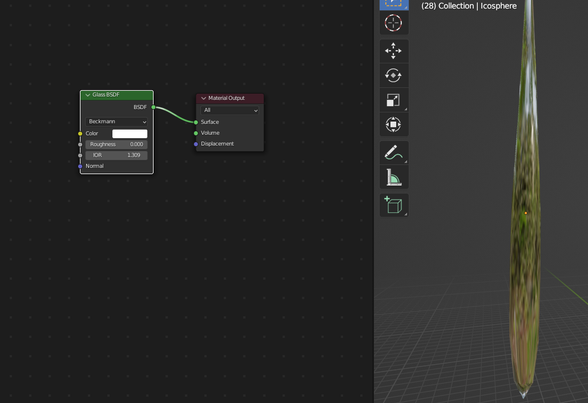 (28) Collection | Icosphere
Glass BSDF
BSDF
Beckmann
Color
Roughness 0.000
IOR 1.309
Normal
Material Output
All
Surface
Volume
Displacement